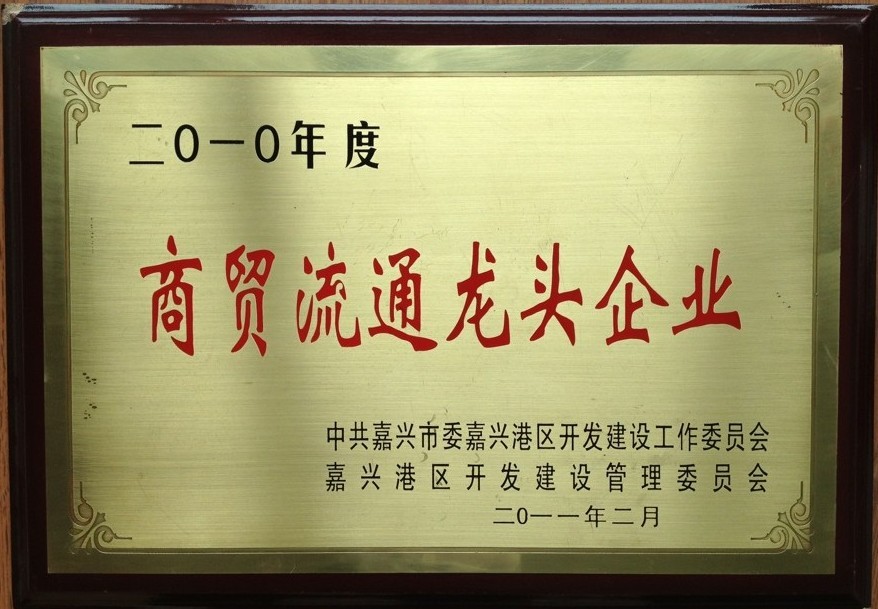 二0一0年度
商贸流通龙头企业
中共嘉兴市委嘉兴港区开发建设工作委员会
嘉兴港区开发建设管理委员会
二0一一年二月